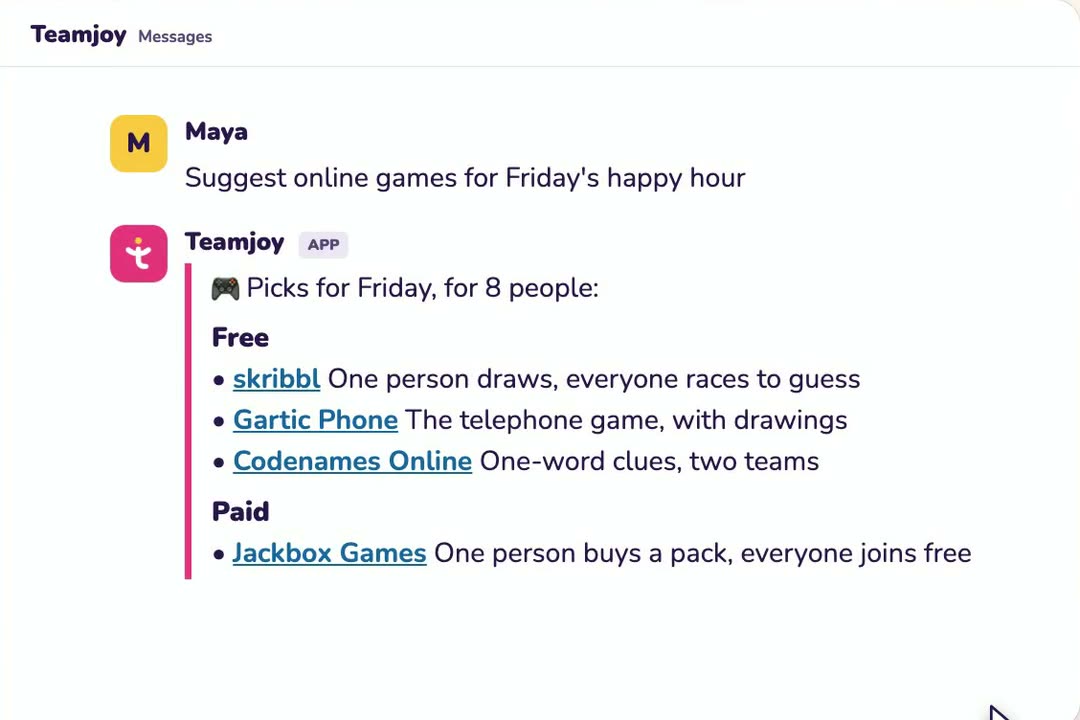 Teamjoy Messages
M
Maya
Suggest online games for Friday's happy hour
Teamjoy APP
🎮 Picks for Friday, for 8 people:
Free
• skribbl One person draws, everyone races to guess
• Gartic Phone The telephone game, with drawings
• Codenames Online One-word clues, two teams
Paid
• Jackbox Games One person buys a pack, everyone joins free